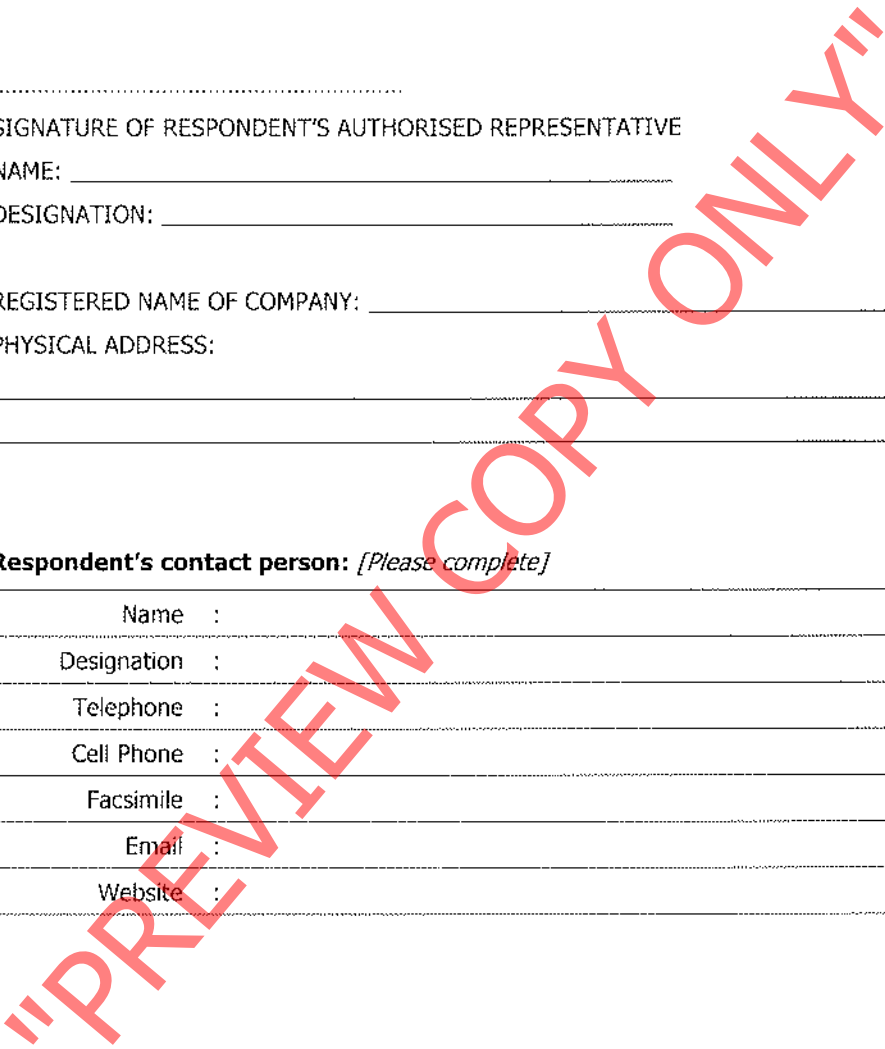 SIGNATURE OF RESPONDENT'S AUTHORISED REPRESENTATIVE
NAME:
DESIGNATION:
REGISTERED NAME OF COMPANY:
PHYSICAL ADDRESS:
Respondent's contact person: [Please complete]
Name :
Designation :
Telephone :
Cell Phone :
Facsimile :
Email :
Website :
"PREVIEW COPY ONLY"